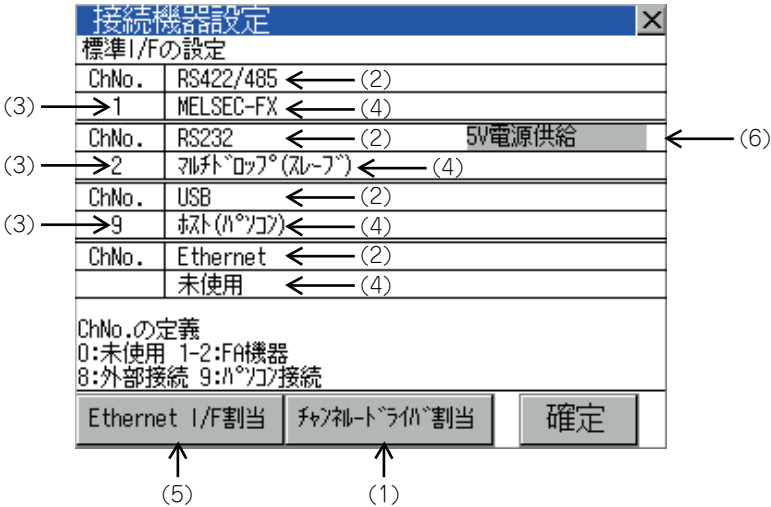 接続機器設定
標準I/Fの設定
ChNo. RS422/485 (2)
(3) 1 MELSEC-FX (4)
ChNo. RS232 (2) 5V電源供給 (6)
(3) 2 ﾏﾙﾁﾄﾞﾛｯﾌﾟ(ｽﾚｰﾌﾞ) (4)
ChNo. USB (2)
(3) 9 ﾎｽﾄ(ﾊﾟｿｺﾝ) (4)
ChNo. Ethernet (2)
未使用 (4)
ChNo.の定義
0:未使用 1-2:FA機器
8:外部接続 9:ﾊﾟｿｺﾝ接続
Ethernet I/F割当 ﾁｬﾝﾈﾙ-ﾄﾞﾗｲﾊﾞ割当 確定
(5) (1)